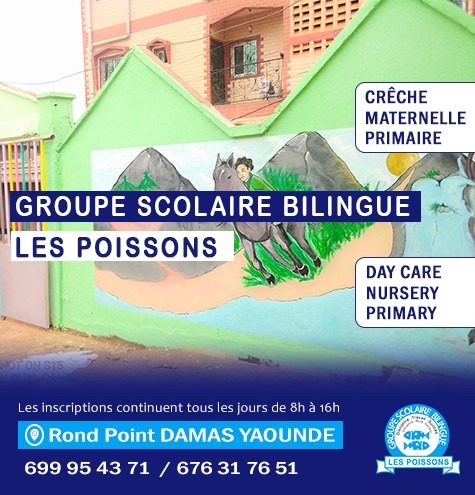 CRÊCHE
MATERNELLE
PRIMAIRE
GROUPE SCOLAIRE BILINGUE
LES POISSONS
DAY CARE
NURSERY
PRIMARY
Les inscriptions continuent tous les jours de 8h à 16h
Rond Point DAMAS YAOUNDE
699 95 43 71 / 676 31 76 51
GROUPE SCOLAIRE BILINGUE
LES POISSONS